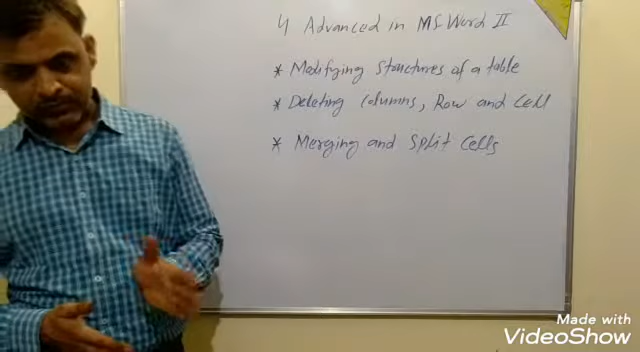 4 Advanced in MS Word II
* Modifying Structures of a table
* Deleting Columns, Row and Cell
* Merging and Split Cells
Made with
VideoShow